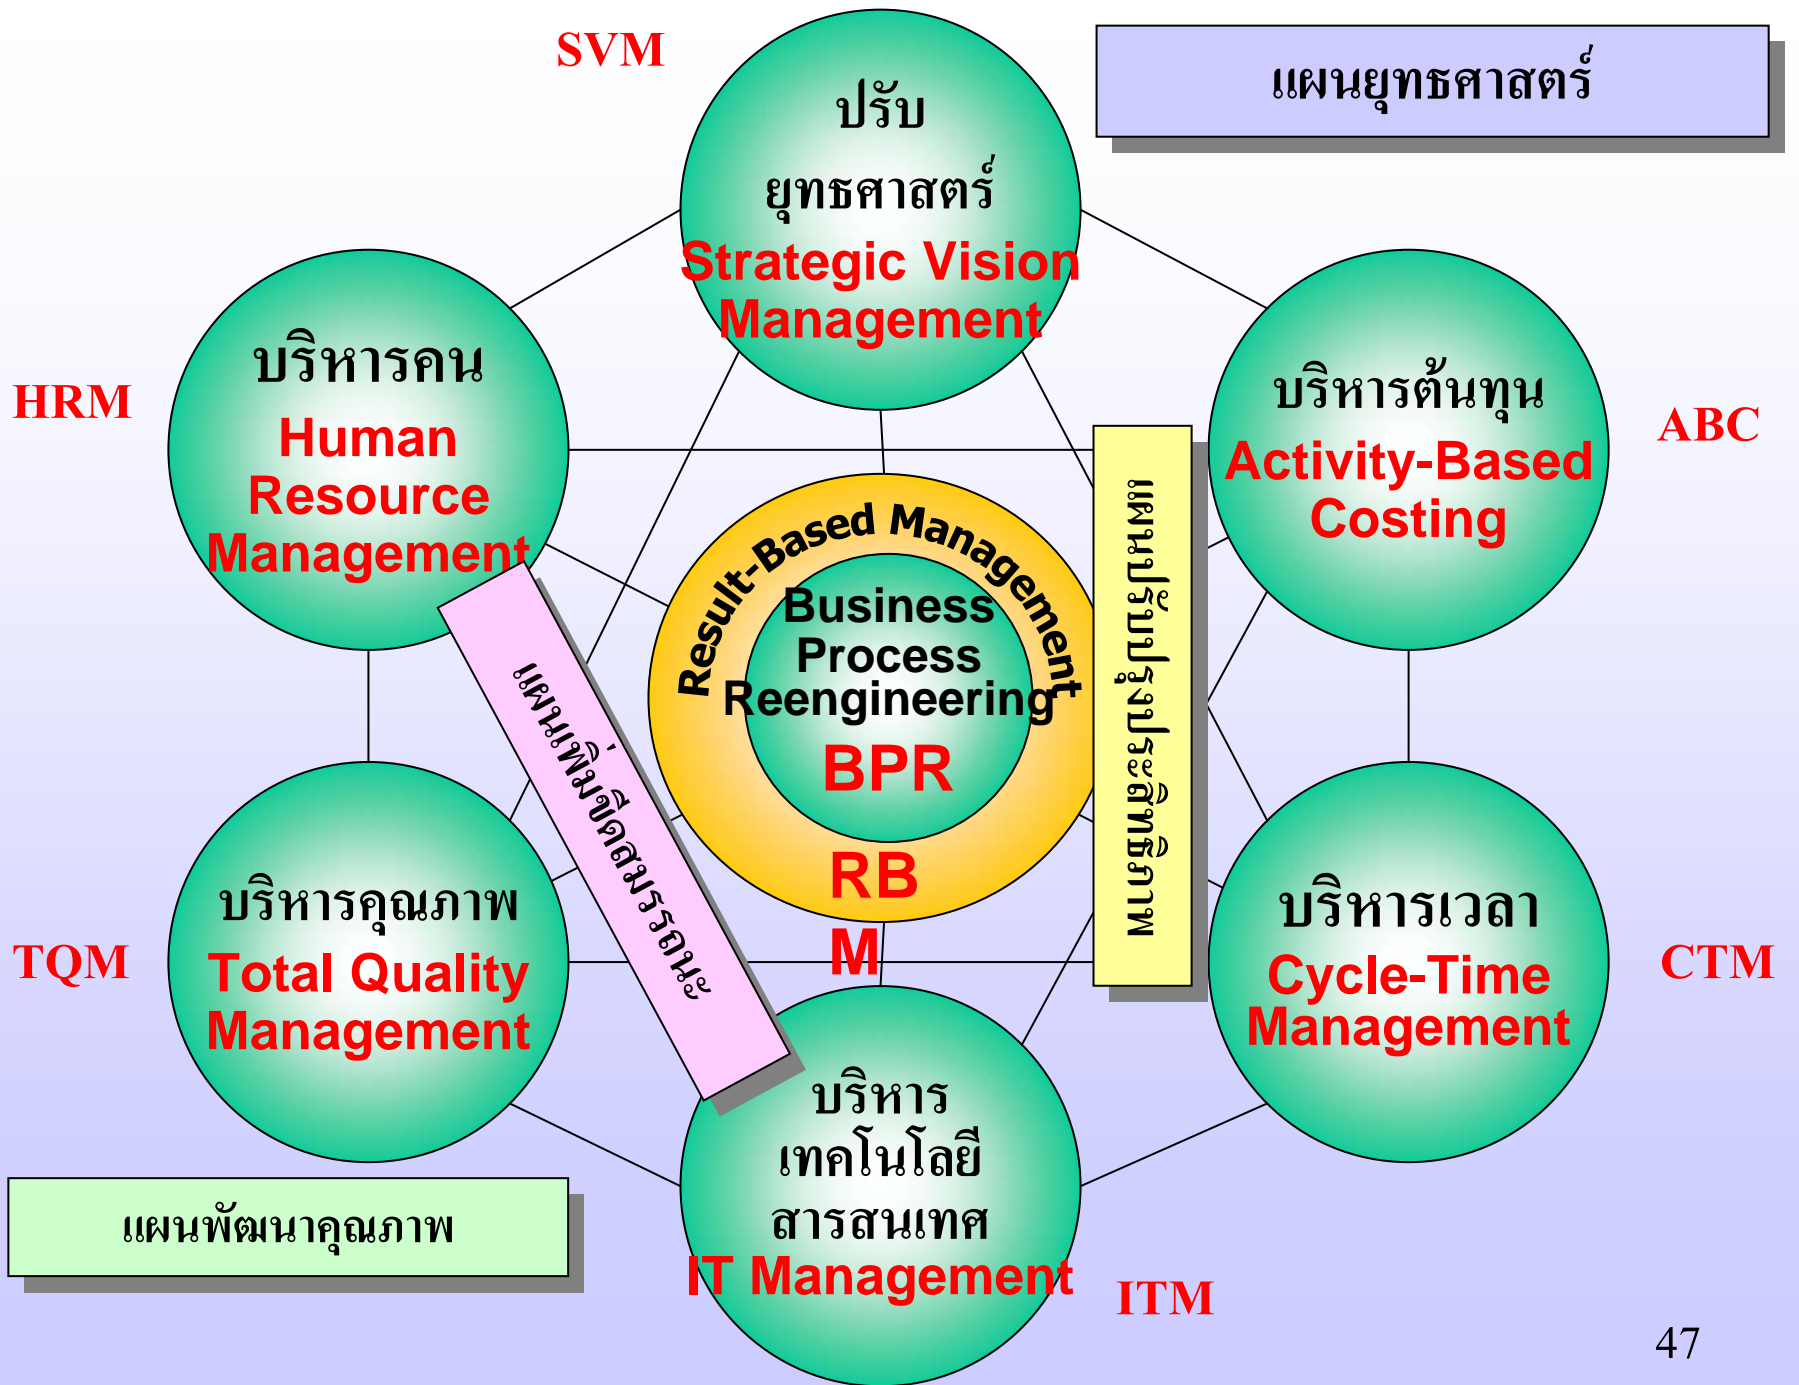 SVM
แผนยุทธศาสตร์
ปรับ
ยุทธศาสตร์
Strategic Vision
Management
HRM
บริหารคน
Human
Resource
Management
บริหารต้นทุน
Activity-Based
Costing
ABC
Result-Based Management
Business
Process
Reengineering
BPR
RB
M
แผนเพิ่มขีดสมรรถนะ
แผนปรับปรุงประสิทธิภาพ
TQM
บริหารคุณภาพ
Total Quality
Management
บริหารเวลา
Cycle-Time
Management
CTM
บริหาร
เทคโนโลยี
สารสนเทศ
IT Management
ITM
แผนพัฒนาคุณภาพ
47